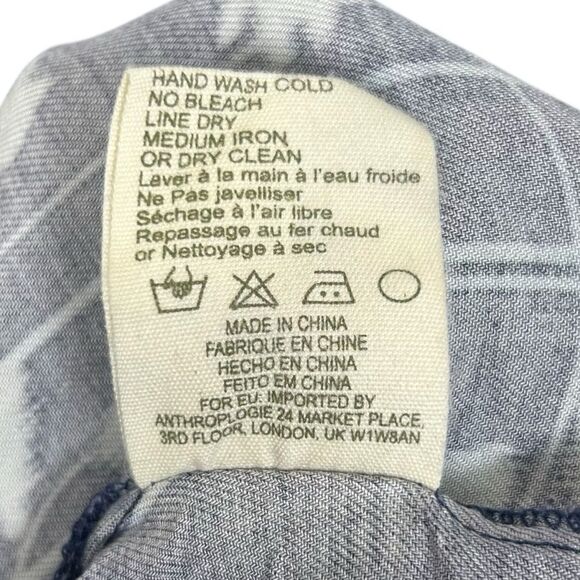 HAND WASH COLD
NO BLEACH
LINE DRY
MEDIUM IRON
OR DRY CLEAN
Laver à la main à l'eau froide
Ne Pas javelliser
Séchage à l'air libre
Repassage au fer chaud
or Nettoyage à sec
MADE IN CHINA
FABRIQUE EN CHINE
HECHO EN CHINA
FEITO EM CHINA
FOR EU: IMPORTED BY
ANTHROPLOGIE 24 MARKET PLACE,
3RD FLOOR, LONDON, UK W1W8AN